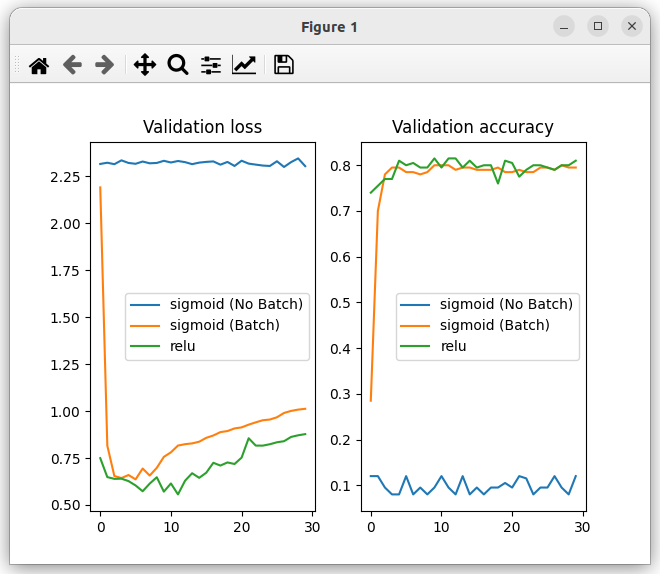 Figure 1
Validation loss
2.25
2.00
1.75
1.50
1.25
1.00
0.75
0.50
0
10
20
30
sigmoid (No Batch)
sigmoid (Batch)
relu
Validation accuracy
0.8
0.7
0.6
0.5
0.4
0.3
0.2
0.1
0
10
20
30
sigmoid (No Batch)
sigmoid (Batch)
relu